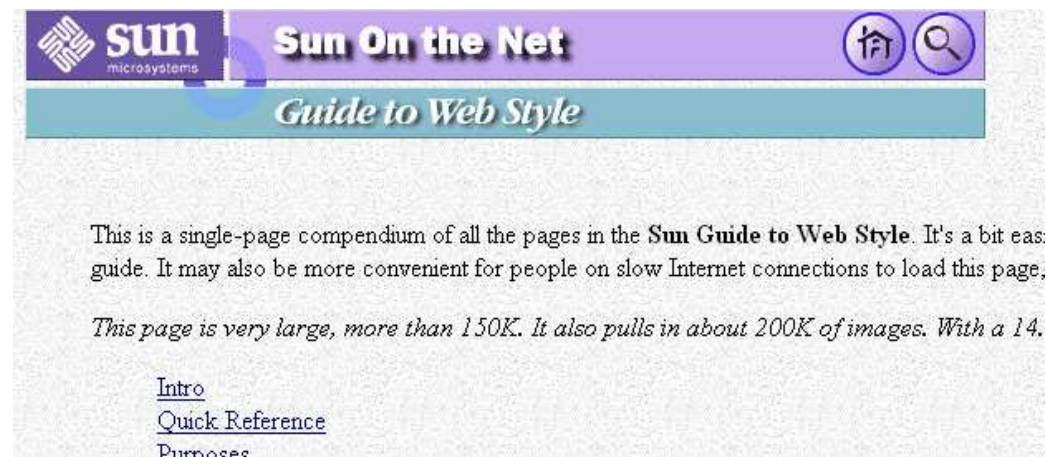 sun
microsystems
Sun On the Net
Guide to Web Style
This is a single-page compendium of all the pages in the Sun Guide to Web Style. It's a bit eas
guide. It may also be more convenient for people on slow Internet connections to load this page,
This page is very large, more than 150K. It also pulls in about 200K of images. With a 14.
Intro
Quick Reference
Purposes